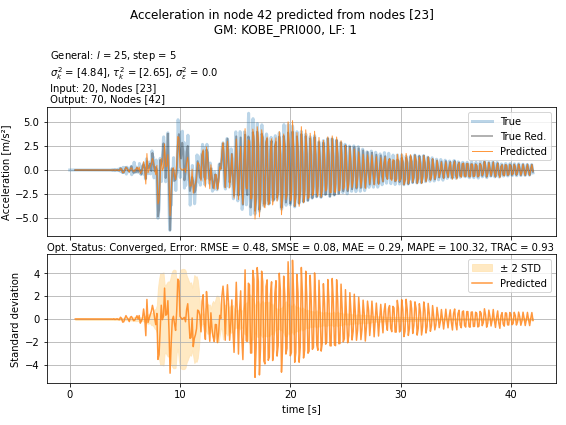 Acceleration in node 42 predicted from nodes [23]
GM: KOBE_PRI000, LF: 1
General: l = 25, step = 5
σ²ₖ = [4.84], τ²ₖ = [2.65], σ²ε = 0.0
Input: 20, Nodes [23]
Output: 70, Nodes [42]
Acceleration [m/s²]
5.0
2.5
0.0
−2.5
−5.0
True
True Red.
Predicted
Opt. Status: Converged, Error: RMSE = 0.48, SMSE = 0.08, MAE = 0.29, MAPE = 100.32, TRAC = 0.93
Standard deviation
4
2
0
−2
−4
± 2 STD
Predicted
0 10 20 30 40
time [s]